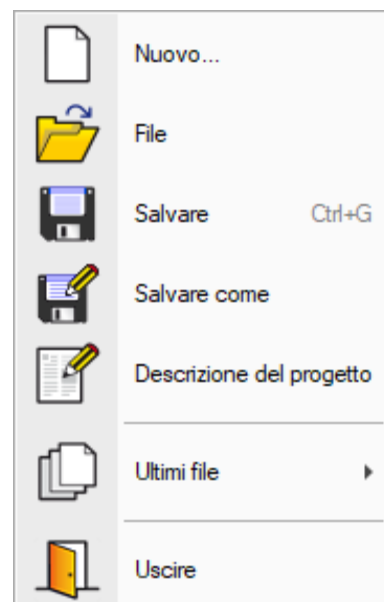 Nuovo...
File
Salvare Ctrl+G
Salvare come
Descrizione del progetto
Ultimi file
Uscire